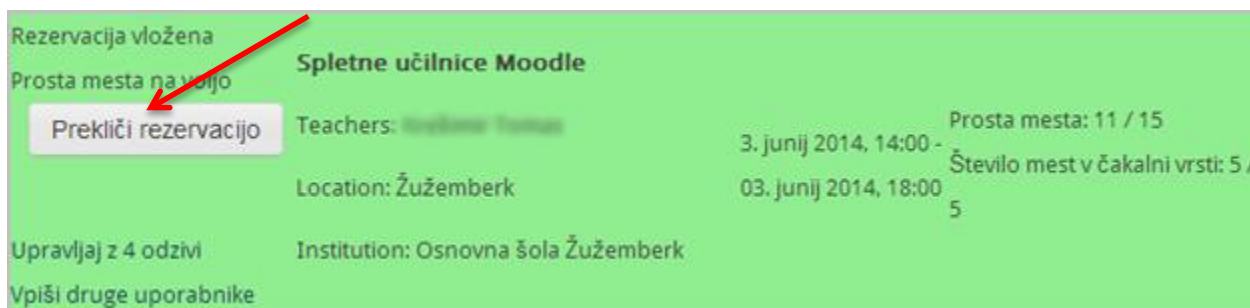 Rezervacija vložena
Prosta mesta na voljo
Prekliči rezervacijo
Upravljaj z 4 odzivi
Vpiši druge uporabnike
Spletne učilnice Moodle
Teachers:
Location: Žužemberk
Institution: Osnovna šola Žužemberk
3. junij 2014, 14:00 -
03. junij 2014, 18:00
Prosta mesta: 11 / 15
Število mest v čakalni vrsti: 5 /
5